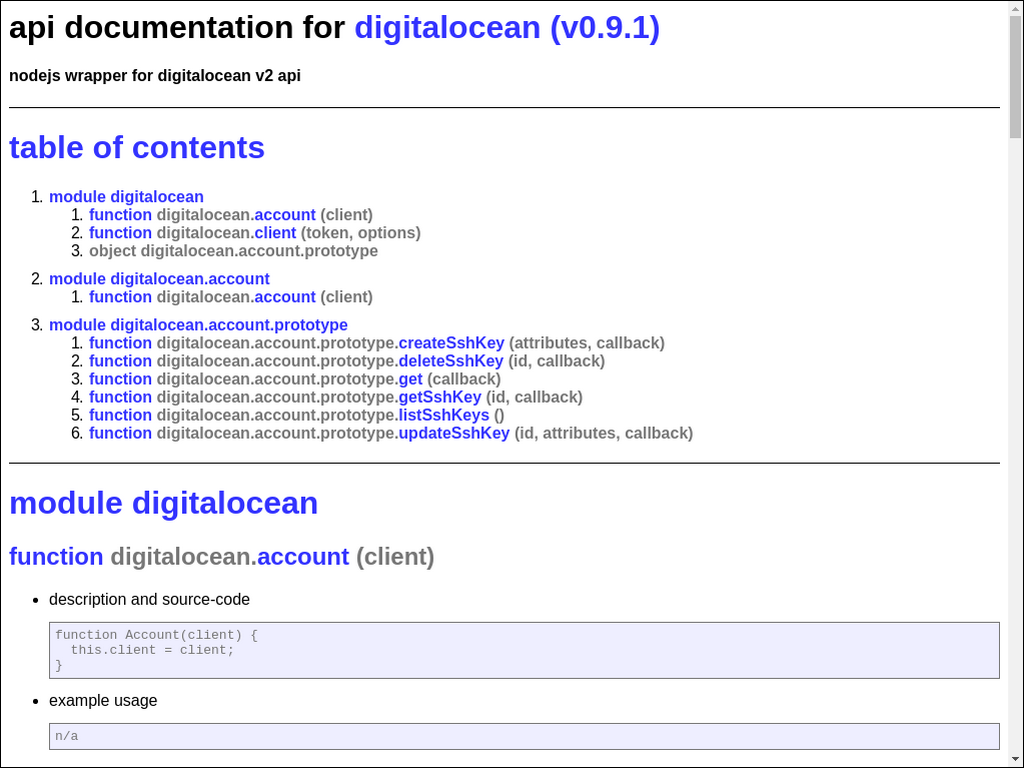 api documentation for digitalocean (v0.9.1)
nodejs wrapper for digitalocean v2 api
table of contents
1. module digitalocean
1. function digitalocean.account (client)
2. function digitalocean.client (token, options)
3. object digitalocean.account.prototype
2. module digitalocean.account
1. function digitalocean.account (client)
3. module digitalocean.account.prototype
1. function digitalocean.account.prototype.createSshKey (attributes, callback)
2. function digitalocean.account.prototype.deleteSshKey (id, callback)
3. function digitalocean.account.prototype.get (callback)
4. function digitalocean.account.prototype.getSshKey (id, callback)
5. function digitalocean.account.prototype.listSshKeys ()
6. function digitalocean.account.prototype.updateSshKey (id, attributes, callback)
module digitalocean
function digitalocean.account (client)
• description and source-code
function Account(client) {
  this.client = client;
}
• example usage
n/a